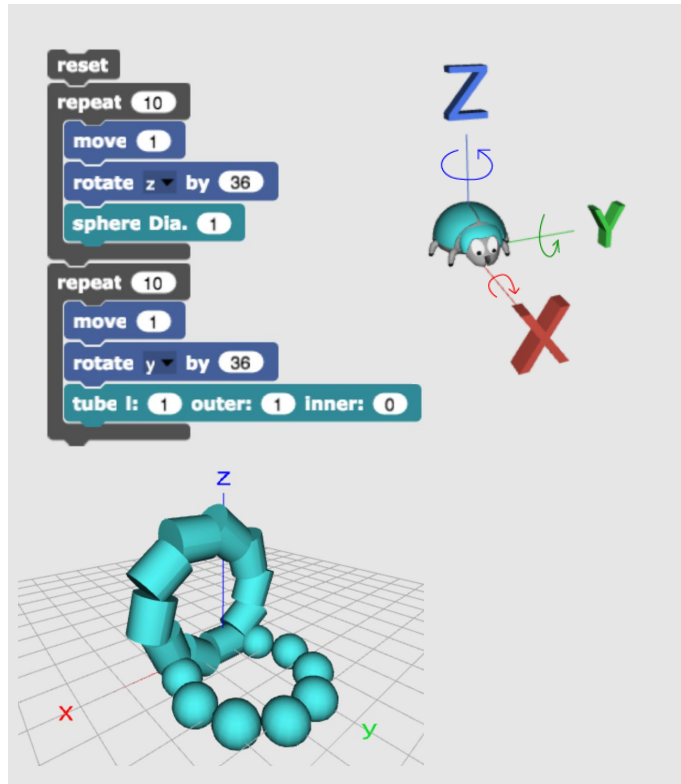 reset
repeat 10
move 1
rotate z by 36
sphere Dia. 1
repeat 10
move 1
rotate y by 36
tube l: 1 outer: 1 inner: 0
Z
Y
X
z
x
y